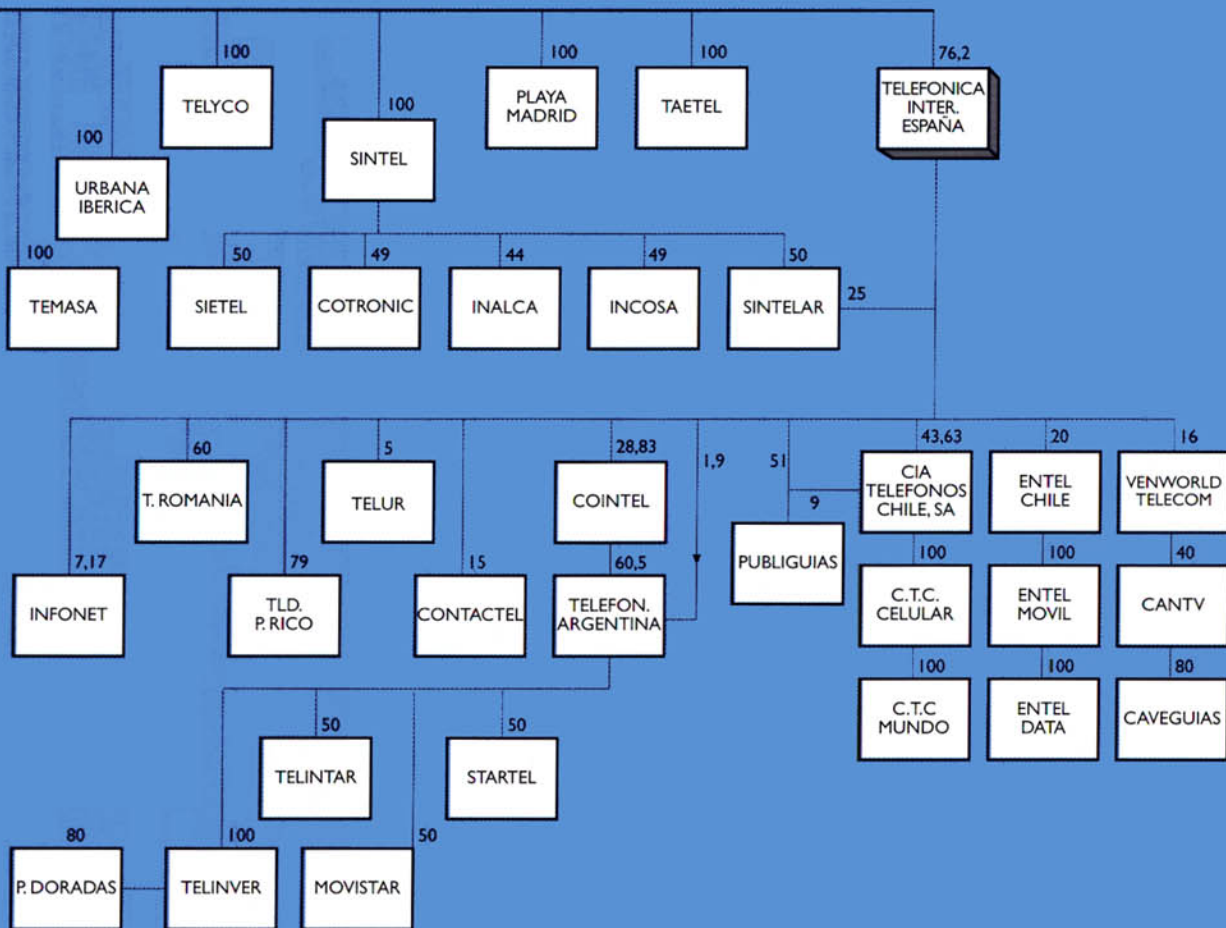 100
100
100
100
76,2
TELYCO
PLAYA
MADRID
TAETEL
TELEFONICA
INTER.
ESPAÑA
100
SINTEL
URBANA
IBERICA
100
50
49
44
49
50
TEMASA
SIETEL
COTRONIC
INALCA
INCOSA
SINTELAR
25
60
5
28,83
1,9
51
43,63
20
16
T. ROMANIA
TELUR
COINTEL
9
CIA
TELEFONOS
CHILE, SA
ENTEL
CHILE
VENWORLD
TELECOM
7,17
79
15
60,5
PUBLIGUIAS
100
100
40
INFONET
TLD.
P. RICO
CONTACTEL
TELEFON.
ARGENTINA
C.T.C.
CELULAR
ENTEL
MOVIL
CANTV
100
100
80
C.T.C
MUNDO
ENTEL
DATA
CAVEGUIAS
50
50
TELINTAR
STARTEL
80
100
50
P. DORADAS
TELINVER
MOVISTAR